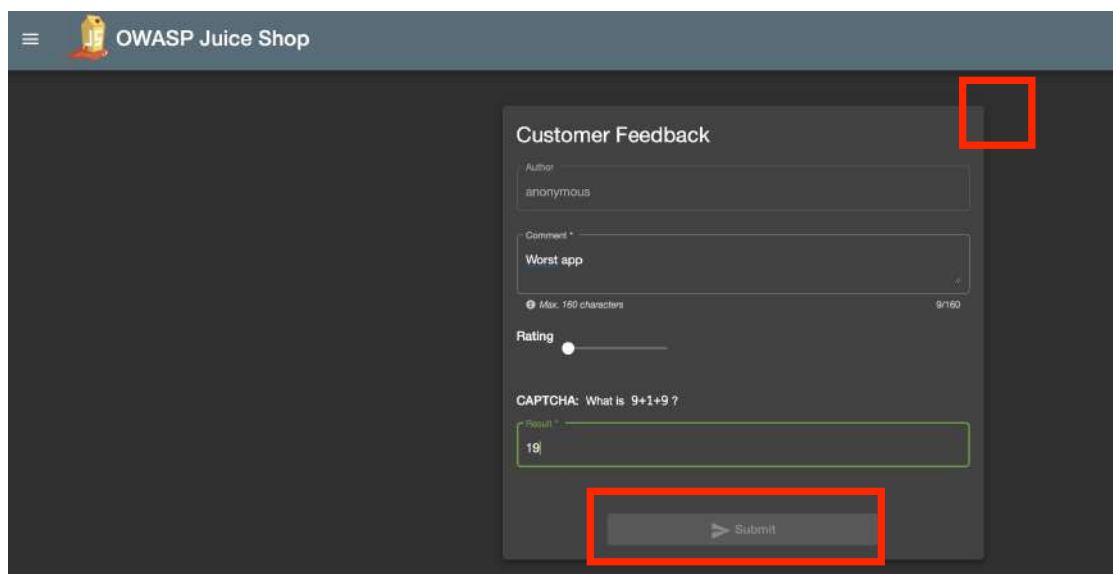 OWASP Juice Shop
Customer Feedback
Author
anonymous
Comment *
Worst app
Max. 160 characters
9/160
Rating
CAPTCHA: What is 9+1+9 ?
Result *
19
Submit